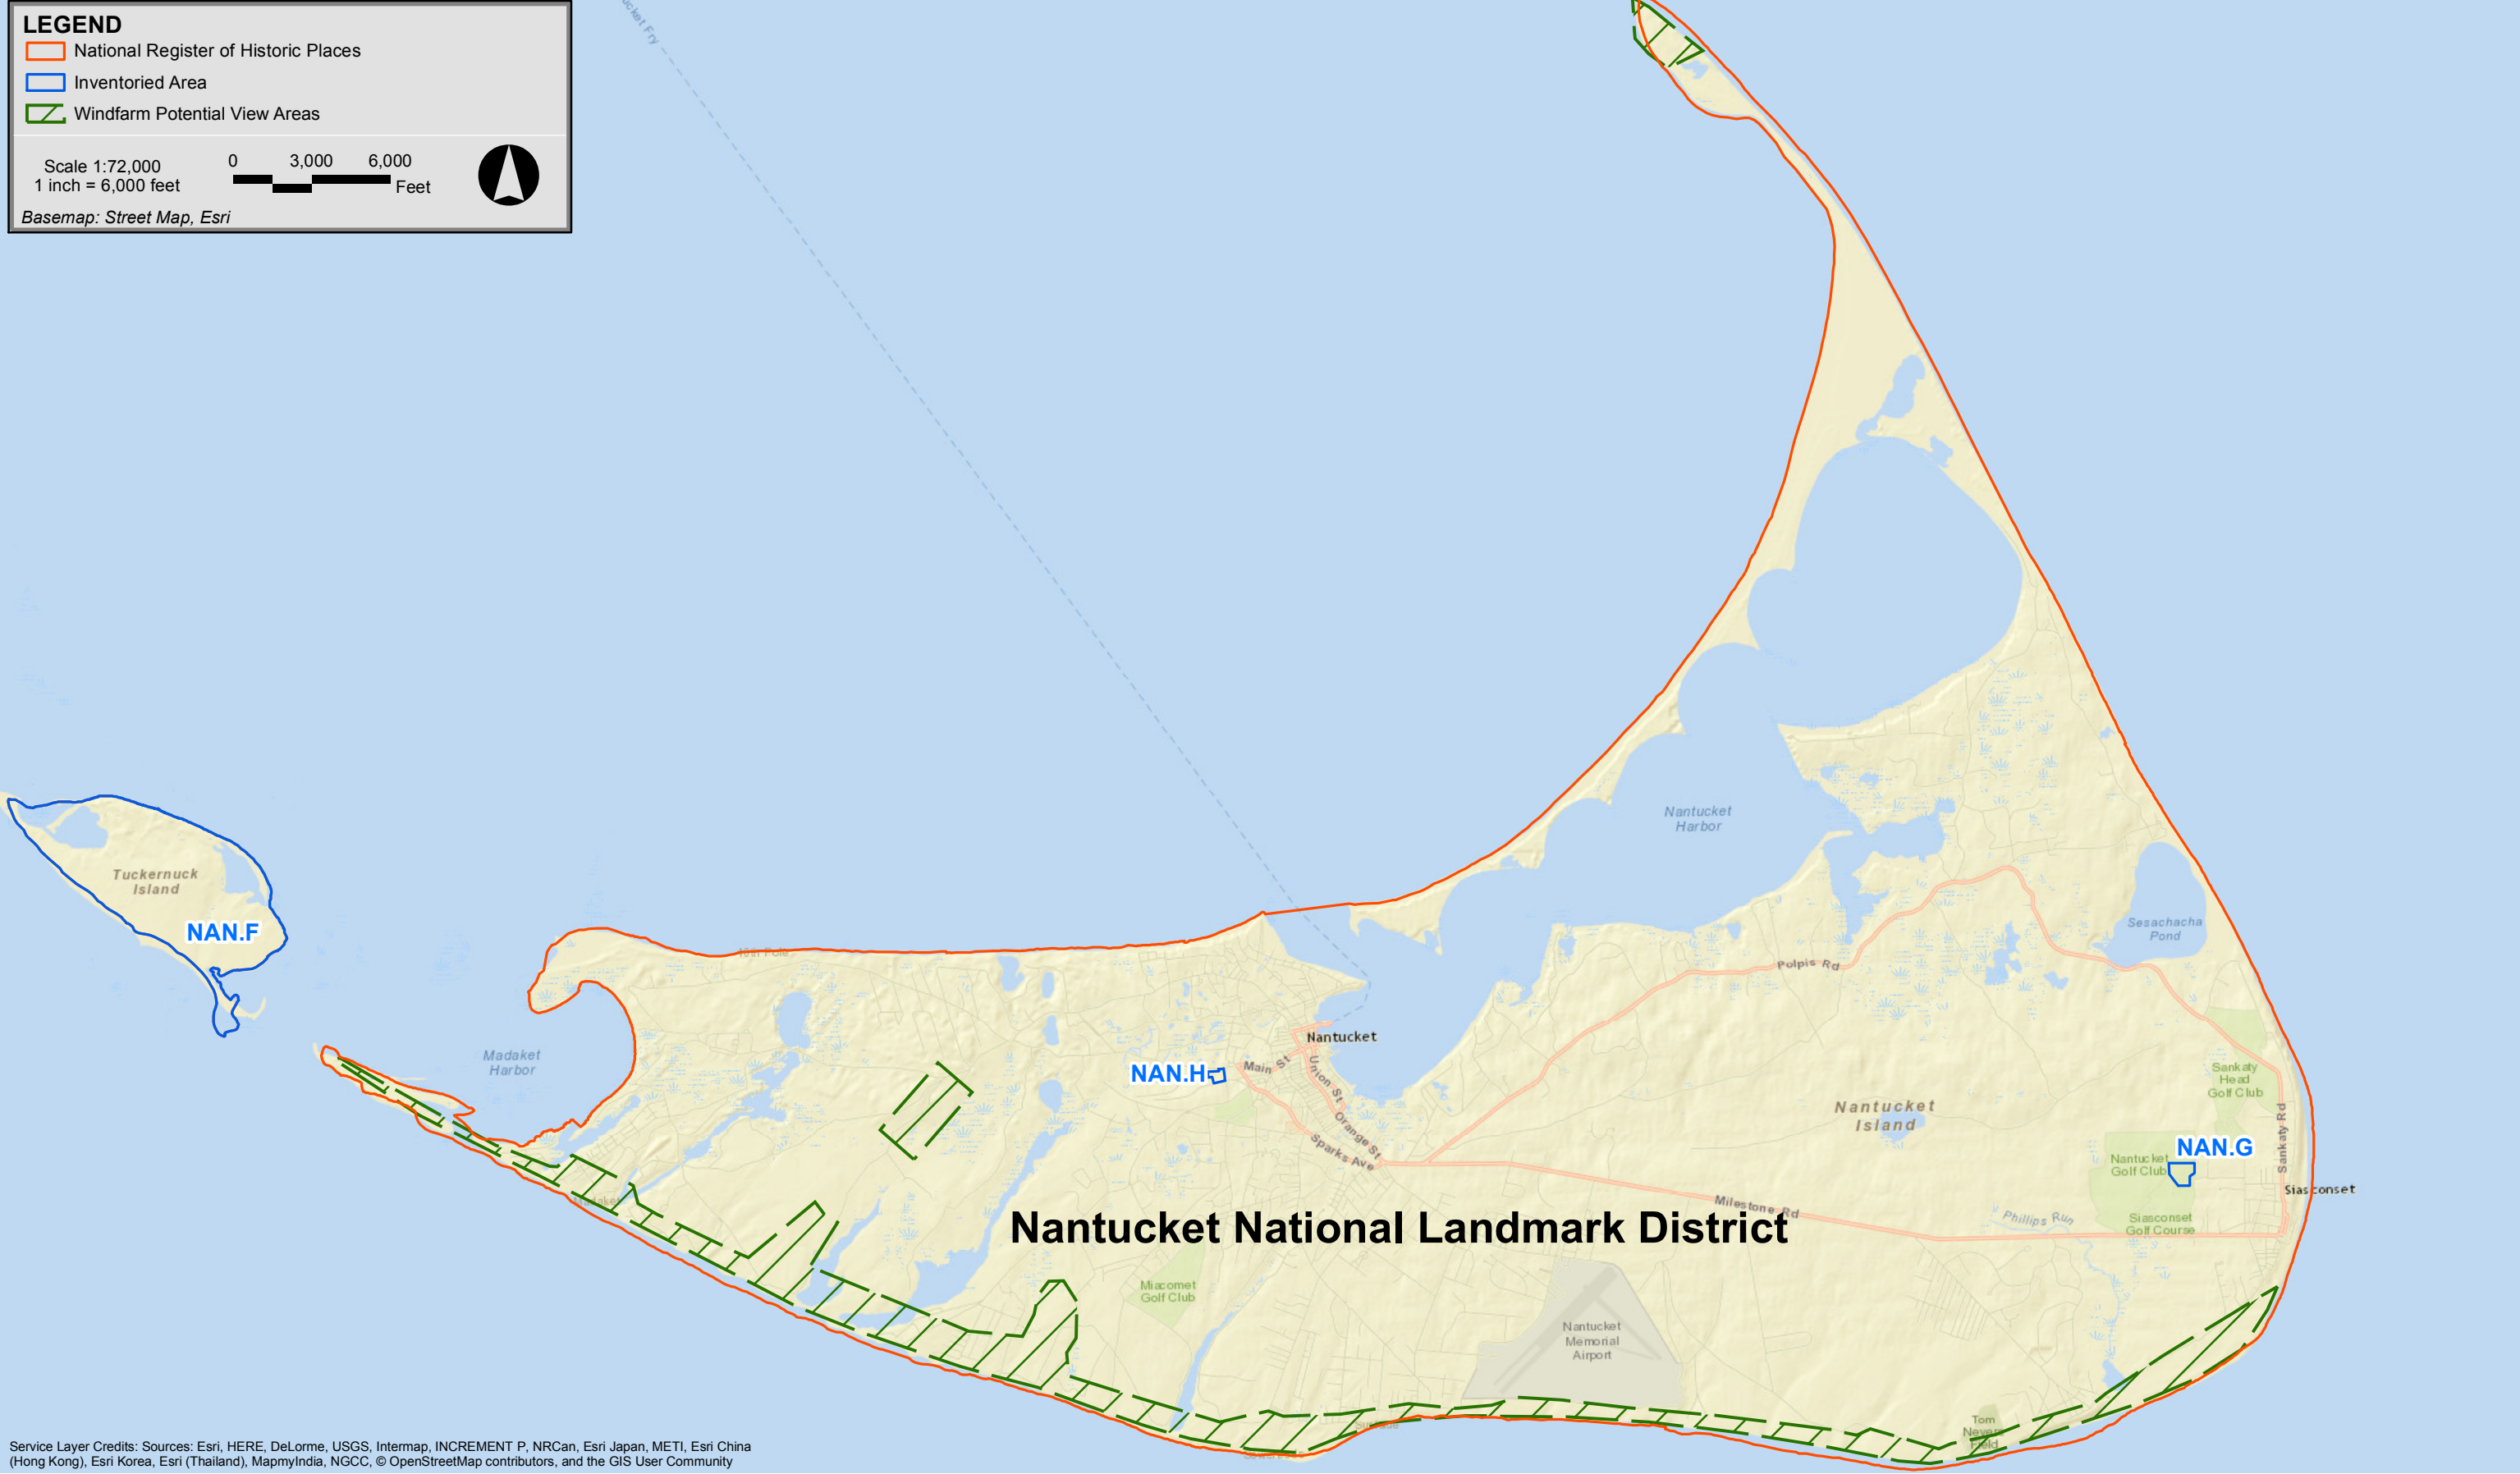 LEGEND
National Register of Historic Places
Inventoried Area
Windfarm Potential View Areas
Scale 1:72,000
1 inch = 6,000 feet
0 3,000 6,000
Feet
Basemap: Street Map, Esri
ucket Fry
Tuckernuck
Island
NAN.F
Madaket
Harbor
40th Pole
Nantucket
Harbor
Sesachacha
Pond
Polpis Rd
Nantucket
NAN.H
Main St
Union St
Orange St
Sparks Ave
Nantucket
Island
Sankaty
Head
Golf Club
Sankaty Rd
NAN.G
Nantucket
Golf Club
Siasconset
Madaket
Milestone Rd
Phillips Run
Siasconset
Golf Course
Nantucket National Landmark District
Miacomet
Golf Club
Nantucket
Memorial
Airport
Tom
Nevers
Field
Surfside
Service Layer Credits: Sources: Esri, HERE, DeLorme, USGS, Intermap, INCREMENT P, NRCan, Esri Japan, METI, Esri China
(Hong Kong), Esri Korea, Esri (Thailand), MapmyIndia, NGCC, © OpenStreetMap contributors, and the GIS User Community